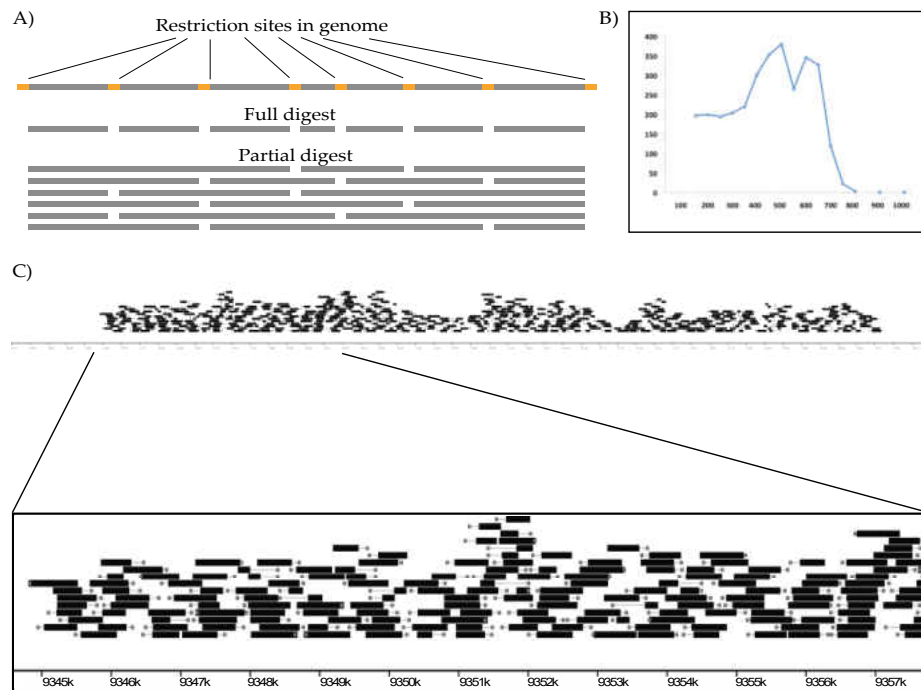 A)
Restriction sites in genome
Full digest
Partial digest
B)
400
350
300
250
200
150
100
50
0
100 200 300 400 500 600 700 800 900 1000
C)
9345k 9346k 9347k 9348k 9349k 9350k 9351k 9352k 9353k 9354k 9355k 9356k 9357k